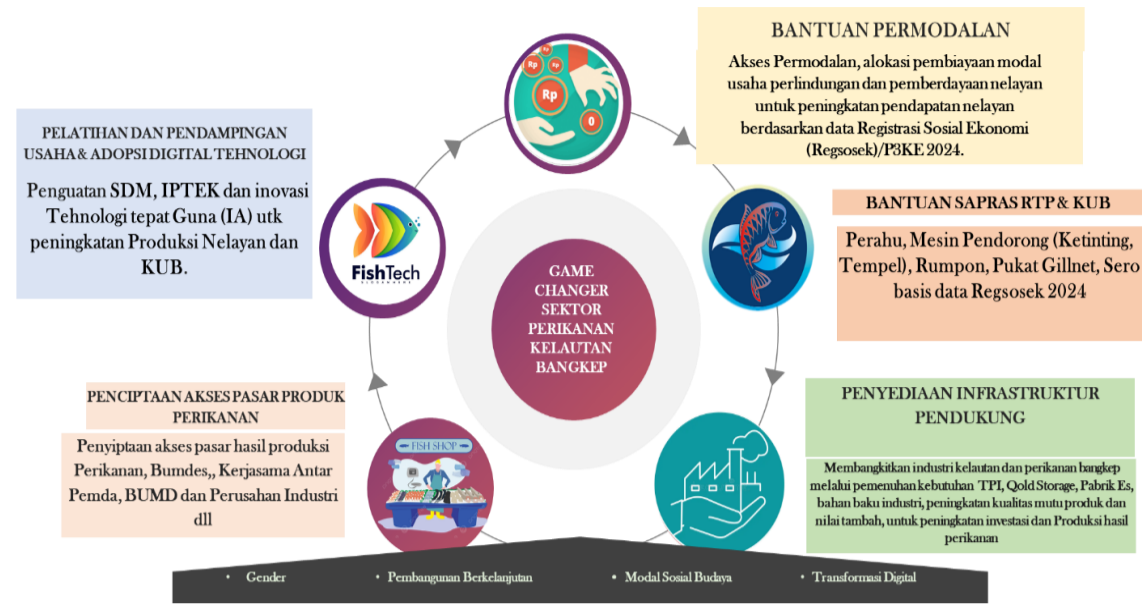 BANTUAN PERMODALAN
Akses Permodalan, alokasi pembiayaan modal
usaha perlindungan dan pemberdayaan nelayan
untuk peningkatan pendapatan nelayan
berdasarkan data Registrasi Sosial Ekonomi
(Regsosek)/P3KE 2024.
Rp
Rp
Rp
Rp
0
PELATIHAN DAN PENDAMPINGAN
USAHA & ADOPSI DIGITAL TEHNOLOGI
Penguatan SDM, IPTEK dan inovasi
Tehnologi tepat Guna (IA) utk
peningkatan Produksi Nelayan dan
KUB.
FishTech
BANTUAN SAPRAS RTP & KUB
Perahu, Mesin Pendorong (Ketinting,
Tempel), Rumpon, Pukat Gillnet, Sero
basis data Regsosek 2024
GAME
CHANGER
SEKTOR
PERIKANAN
KELAUTAN
BANGKEP
PENCIPTAAN AKSES PASAR PRODUK
PERIKANAN
Penyiptaan akses pasar hasil produksi
Perikanan, Bumdes,, Kerjasama Antar
Pemda, BUMD dan Perusahan Industri
dll
FISH SHOP
PENYEDIAAN INFRASTRUKTUR
PENDUKUNG
Membangkitkan industri kelautan dan perikanan bangkep
melalui pemenuhan kebutuhan TPI, Qold Storage, Pabrik Es,
bahan baku industri, peningkatan kualitas mutu produk dan
nilai tambah, untuk peningkatan investasi dan Produksi hasil
perikanan
• Gender • Pembangunan Berkelanjutan • Modal Sosial Budaya • Transformasi Digital